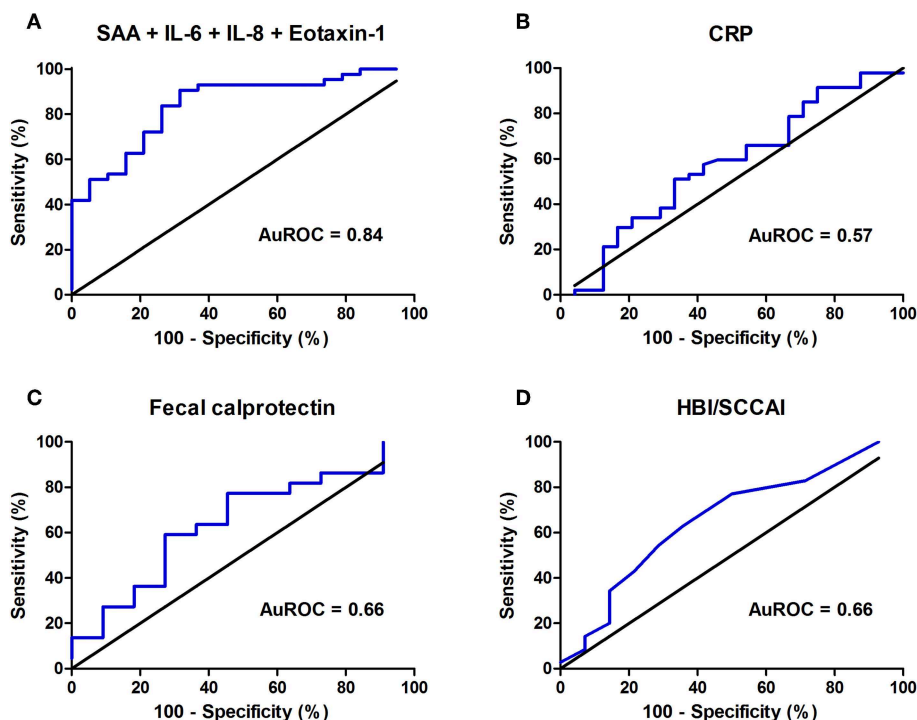 A
SAA + IL-6 + IL-8 + Eotaxin-1
Sensitivity (%)
100
80
60
40
20
0
AuROC = 0.84
0 20 40 60 80 100
100 - Specificity (%)
B
CRP
Sensitivity (%)
100
80
60
40
20
0
AuROC = 0.57
0 20 40 60 80 100
100 - Specificity (%)
C
Fecal calprotectin
Sensitivity (%)
100
80
60
40
20
0
AuROC = 0.66
0 20 40 60 80 100
100 - Specificity (%)
D
HBI/SCCAI
Sensitivity (%)
100
80
60
40
20
0
AuROC = 0.66
0 20 40 60 80 100
100 - Specificity (%)